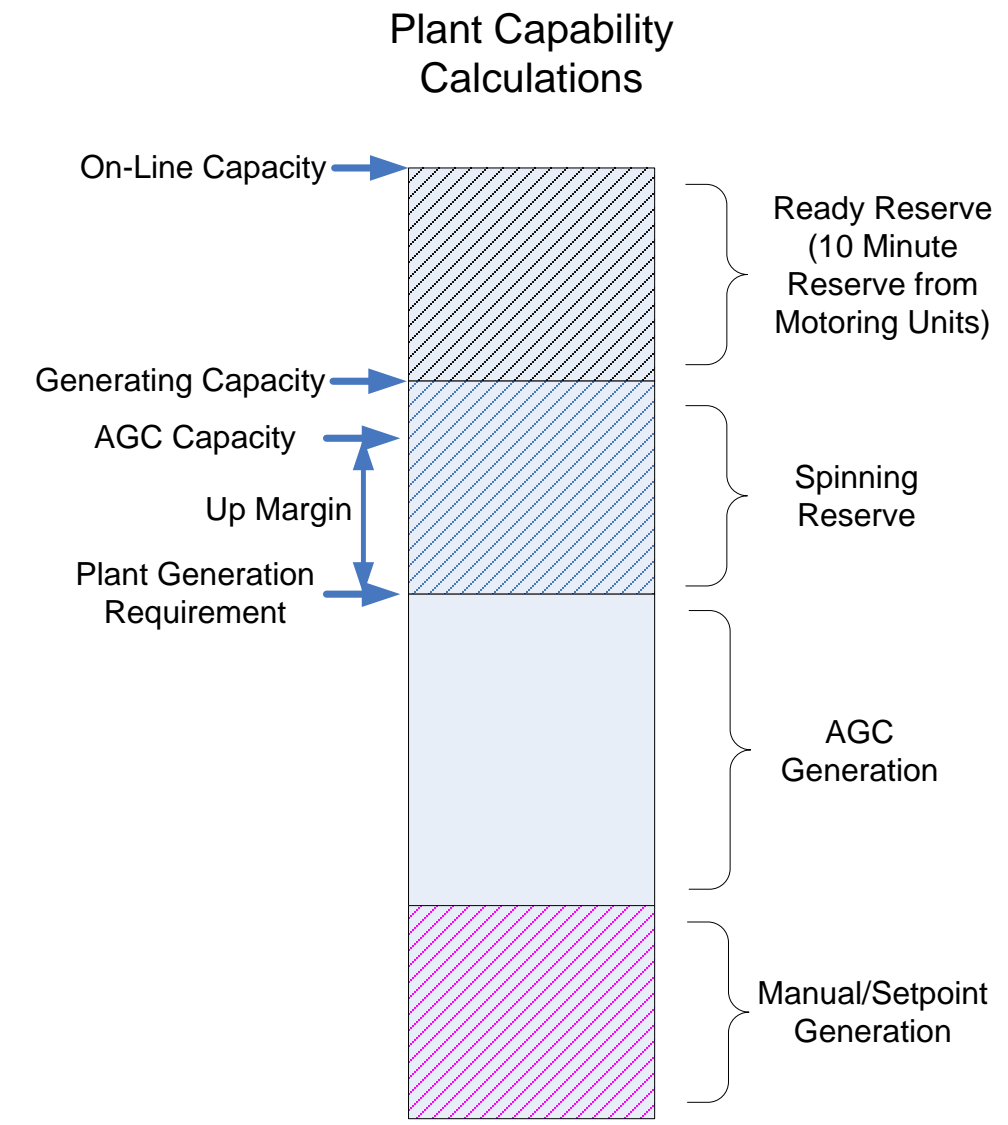 Plant Capability
Calculations
On-Line Capacity
Ready Reserve
(10 Minute
Reserve from
Motoring Units)
Generating Capacity
AGC Capacity
Up Margin
Spinning
Reserve
Plant Generation
Requirement
AGC
Generation
Manual/Setpoint
Generation